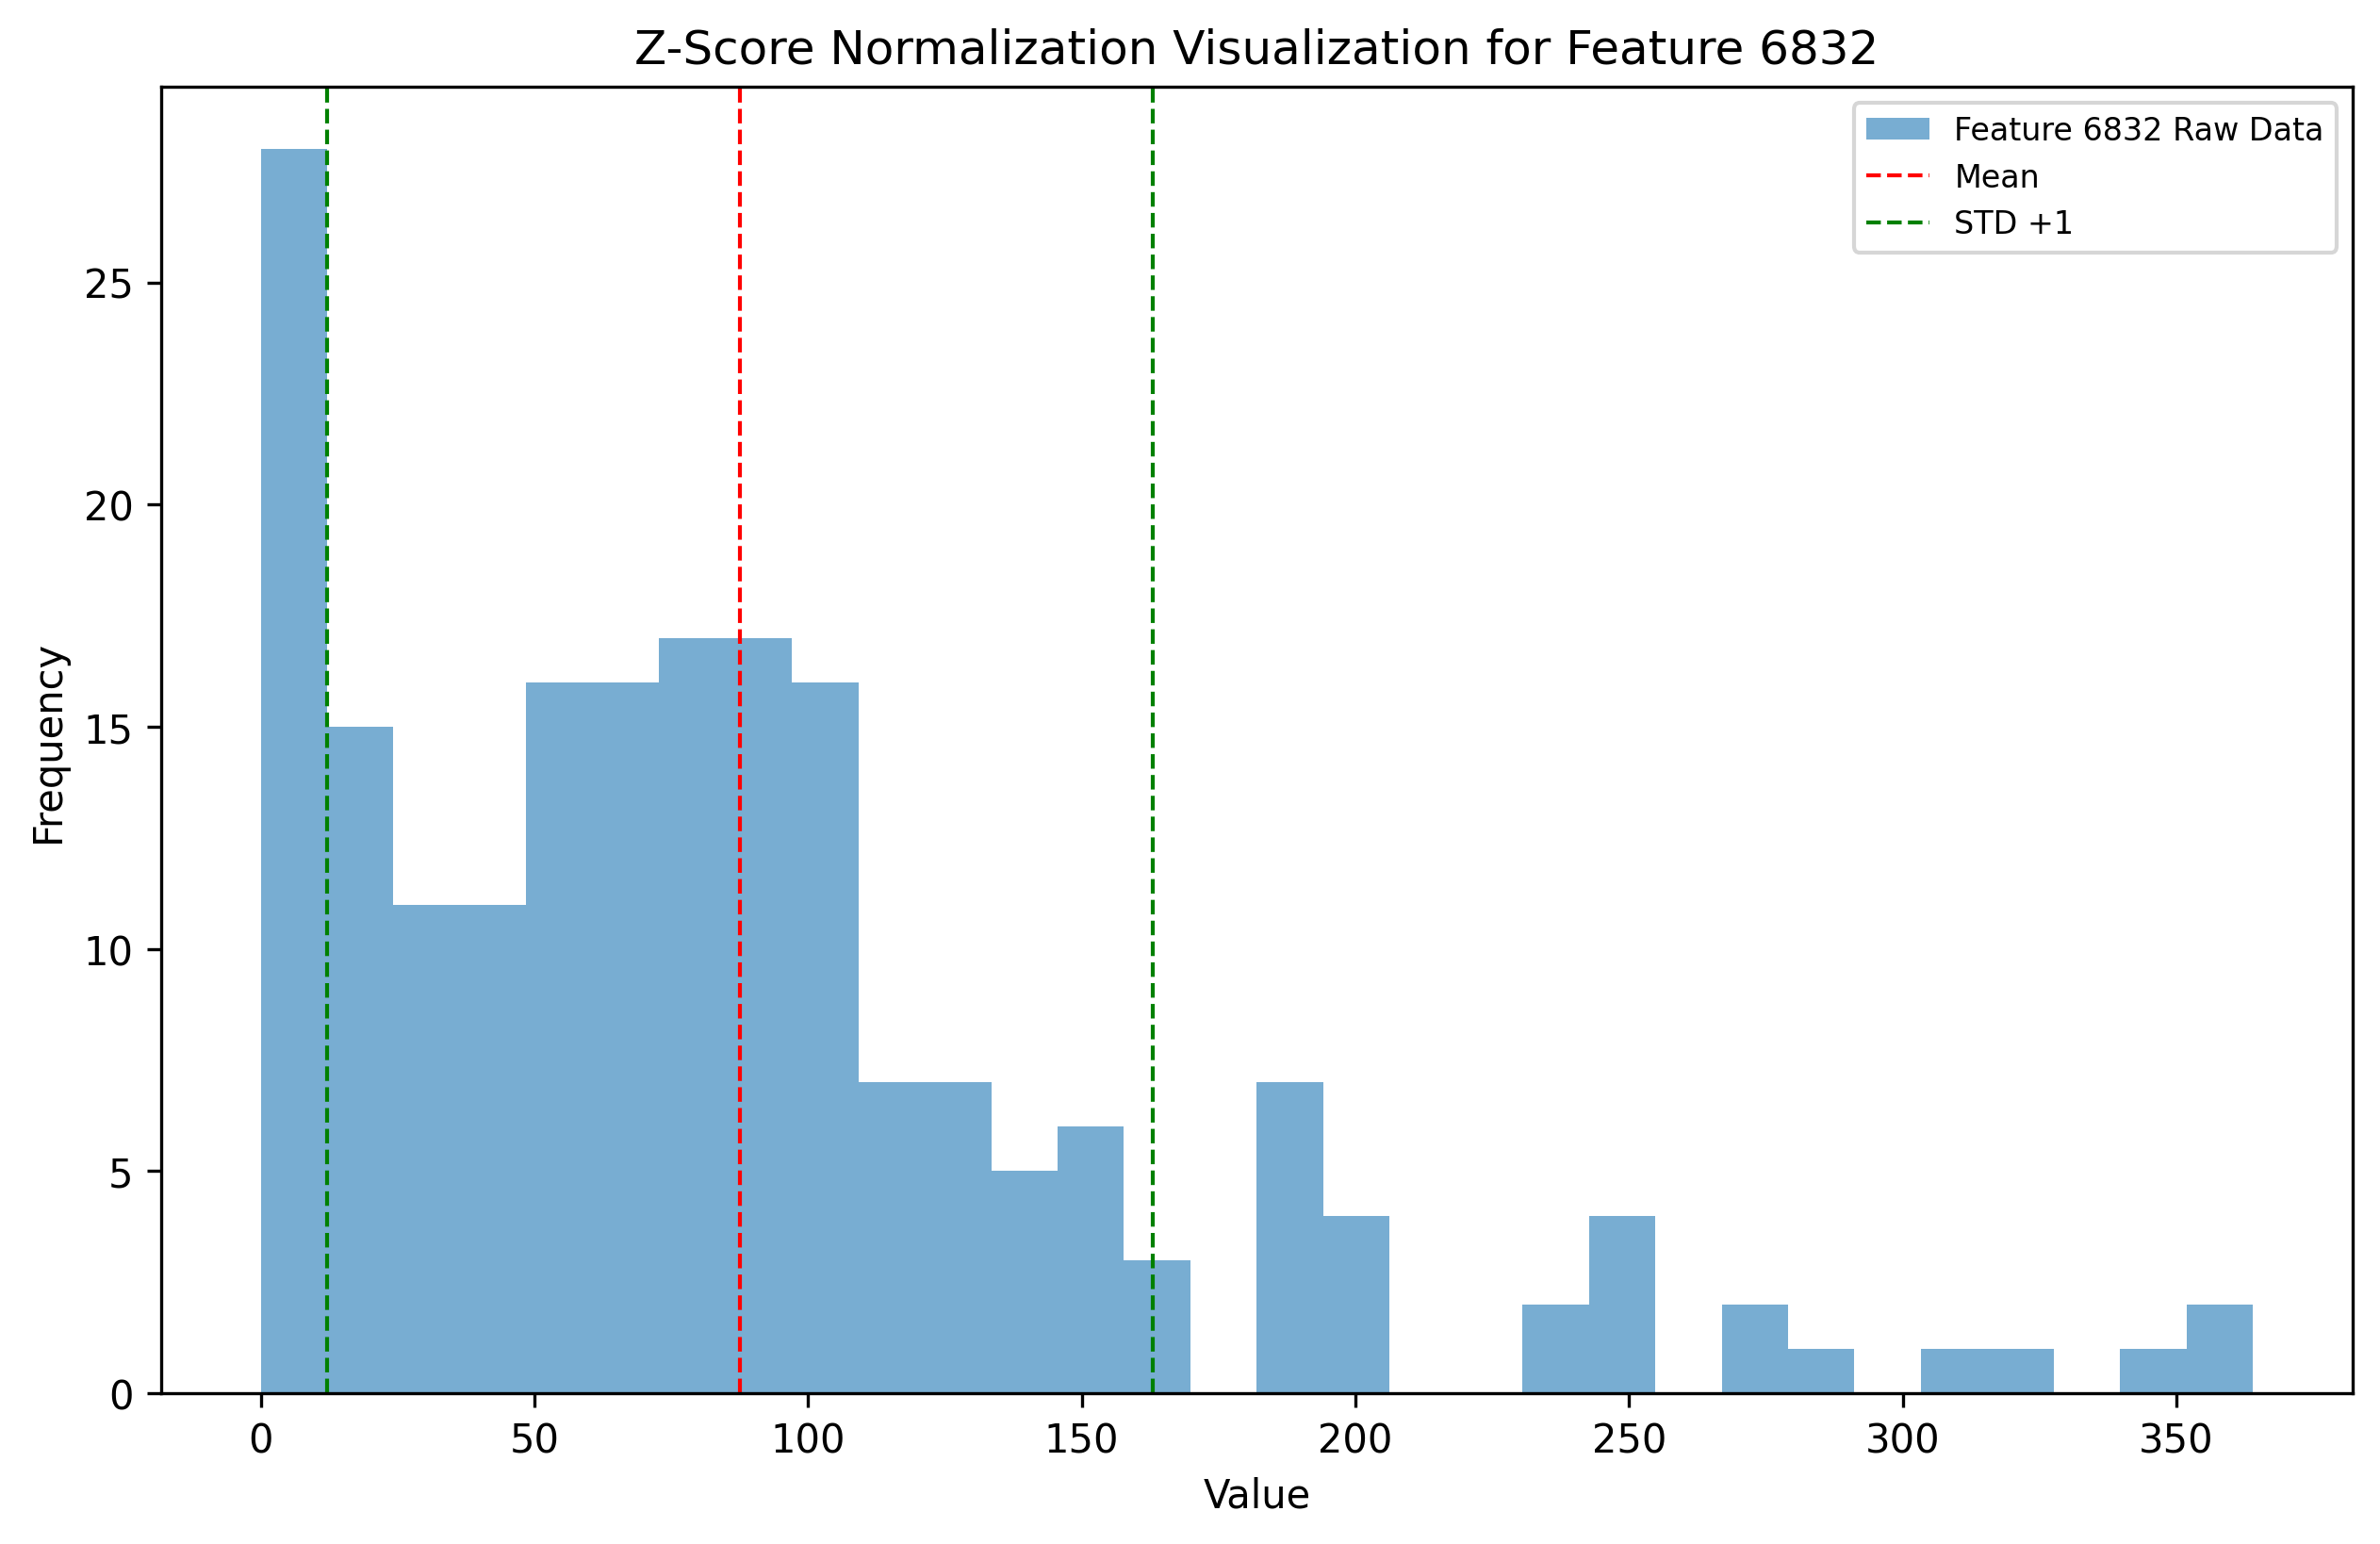 Z-Score Normalization Visualization for Feature 6832
Feature 6832 Raw Data
Mean
STD +1
Frequency
25
20
15
10
5
0
0 50 100 150 200 250 300 350
Value